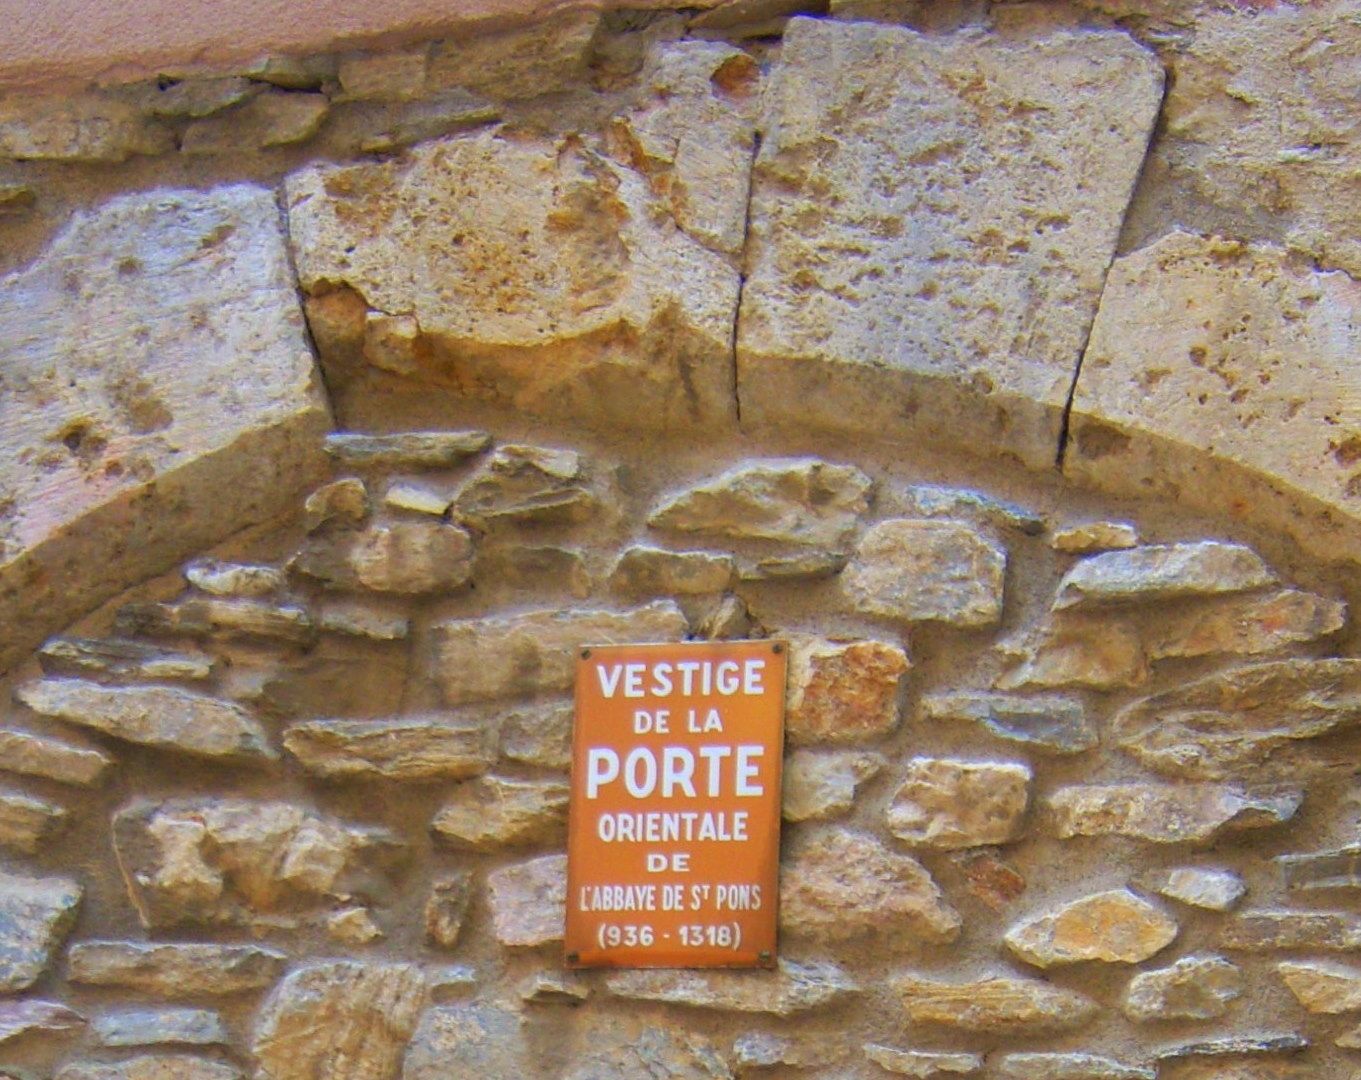 VESTIGE
DE LA
PORTE
ORIENTALE
DE
L'ABBAYE DE ST PONS
(936 - 1318)